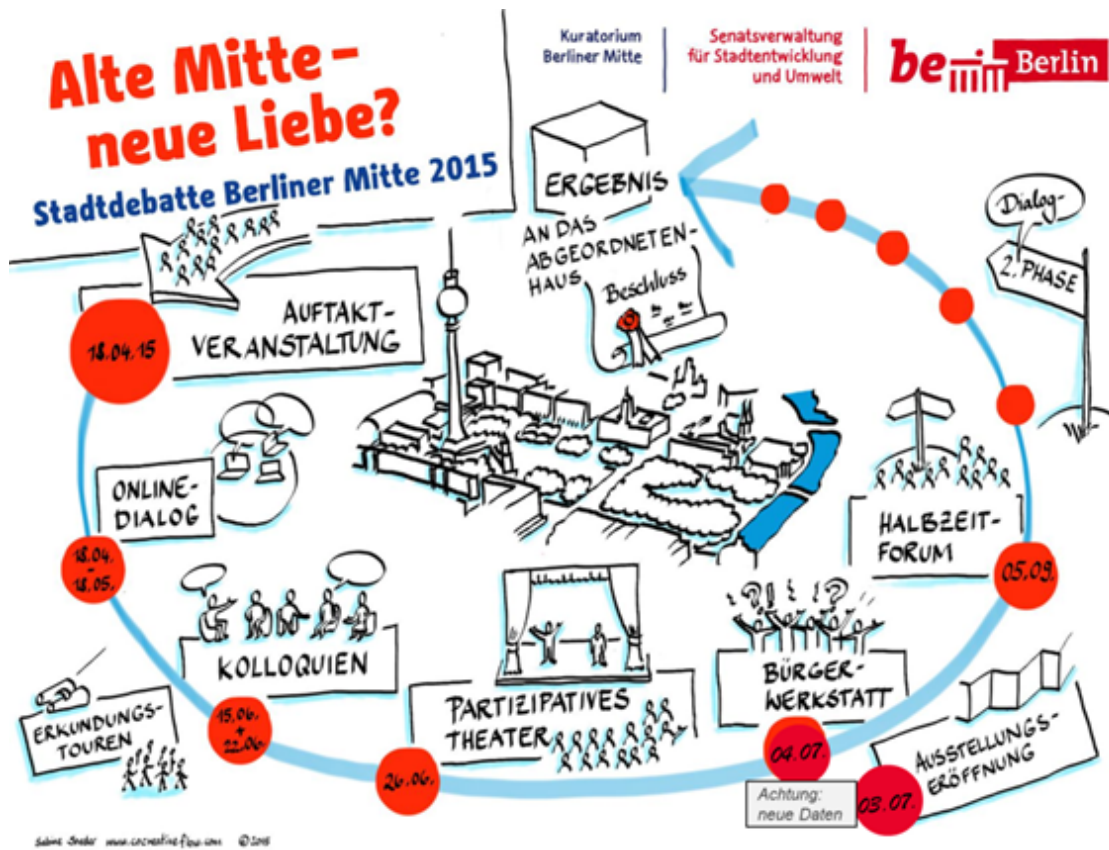 Alte Mitte –
neue Liebe?
Stadtdebatte Berliner Mitte 2015
Kuratorium
Berliner Mitte
Senatsverwaltung
für Stadtentwicklung
und Umwelt
be Berlin
ERGEBNIS
AN DAS
ABGEORDNETEN-
HAUS
Beschluss
Dialog-
2. PHASE
AUFTAKT-
VERANSTALTUNG
18.04.15
ONLINE-
DIALOG
18.04.
-
18.05.
KOLLOQUIEN
15.06.
+
22.06.
ERKUNDUNGS-
TOUREN
PARTIZIPATIVES
THEATER
26.06.
?!!!?
BÜRGER-
WERKSTATT
04.07.
Achtung:
neue Daten
HALBZEIT-
FORUM
05.09.
AUSSTELLUNGS-
ERÖFFNUNG
03.07.
www.cocreativeflow.com ©2015